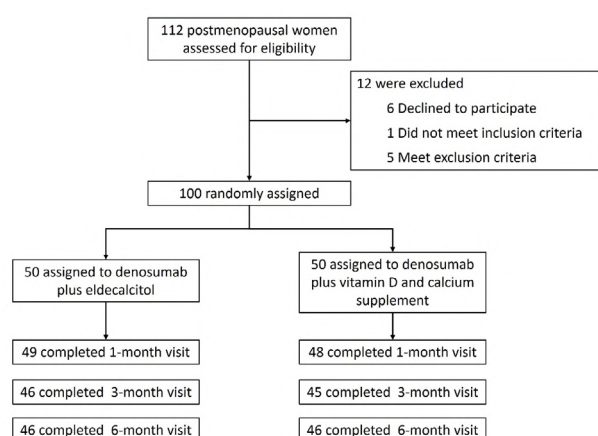 112 postmenopausal women
assessed for eligibility
12 were excluded
6 Declined to participate
1 Did not meet inclusion criteria
5 Meet exclusion criteria
100 randomly assigned
50 assigned to denosumab
plus eldecalcitol
50 assigned to denosumab
plus vitamin D and calcium
supplement
49 completed 1-month visit
48 completed 1-month visit
46 completed 3-month visit
45 completed 3-month visit
46 completed 6-month visit
46 completed 6-month visit